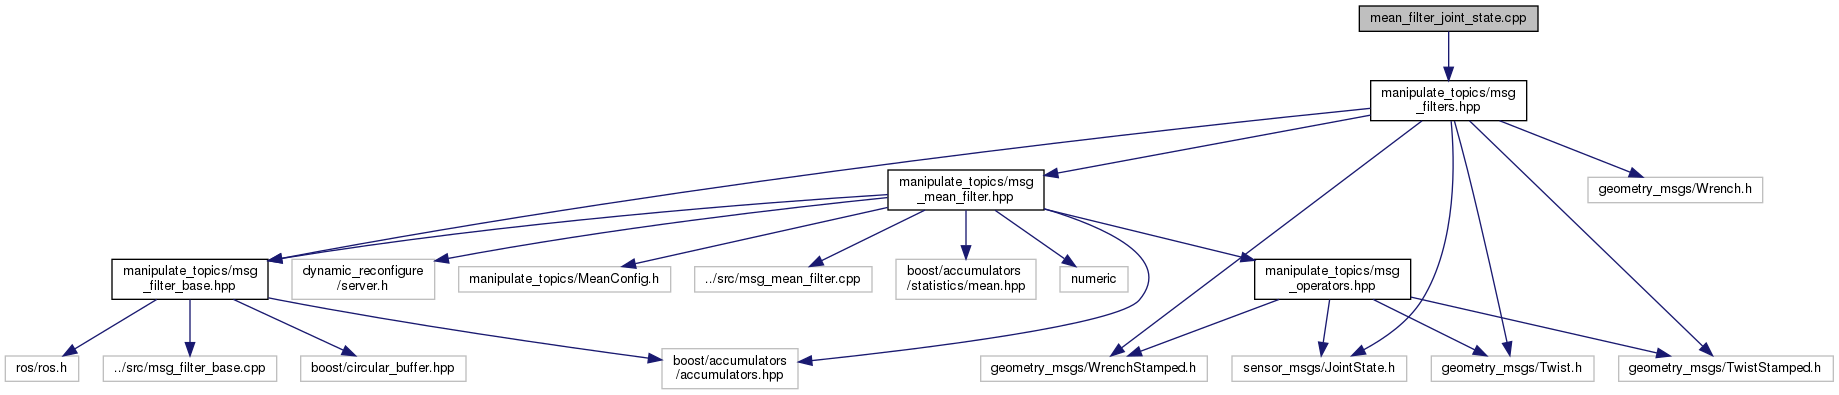 mean_filter_joint_state.cpp
manipulate_topics/msg
_filters.hpp
manipulate_topics/msg
_mean_filter.hpp
geometry_msgs/Wrench.h
manipulate_topics/msg
_filter_base.hpp
dynamic_reconfigure
/server.h
manipulate_topics/MeanConfig.h
../src/msg_mean_filter.cpp
boost/accumulators
/statistics/mean.hpp
numeric
manipulate_topics/msg
_operators.hpp
ros/ros.h
../src/msg_filter_base.cpp
boost/circular_buffer.hpp
boost/accumulators
/accumulators.hpp
geometry_msgs/WrenchStamped.h
sensor_msgs/JointState.h
geometry_msgs/Twist.h
geometry_msgs/TwistStamped.h